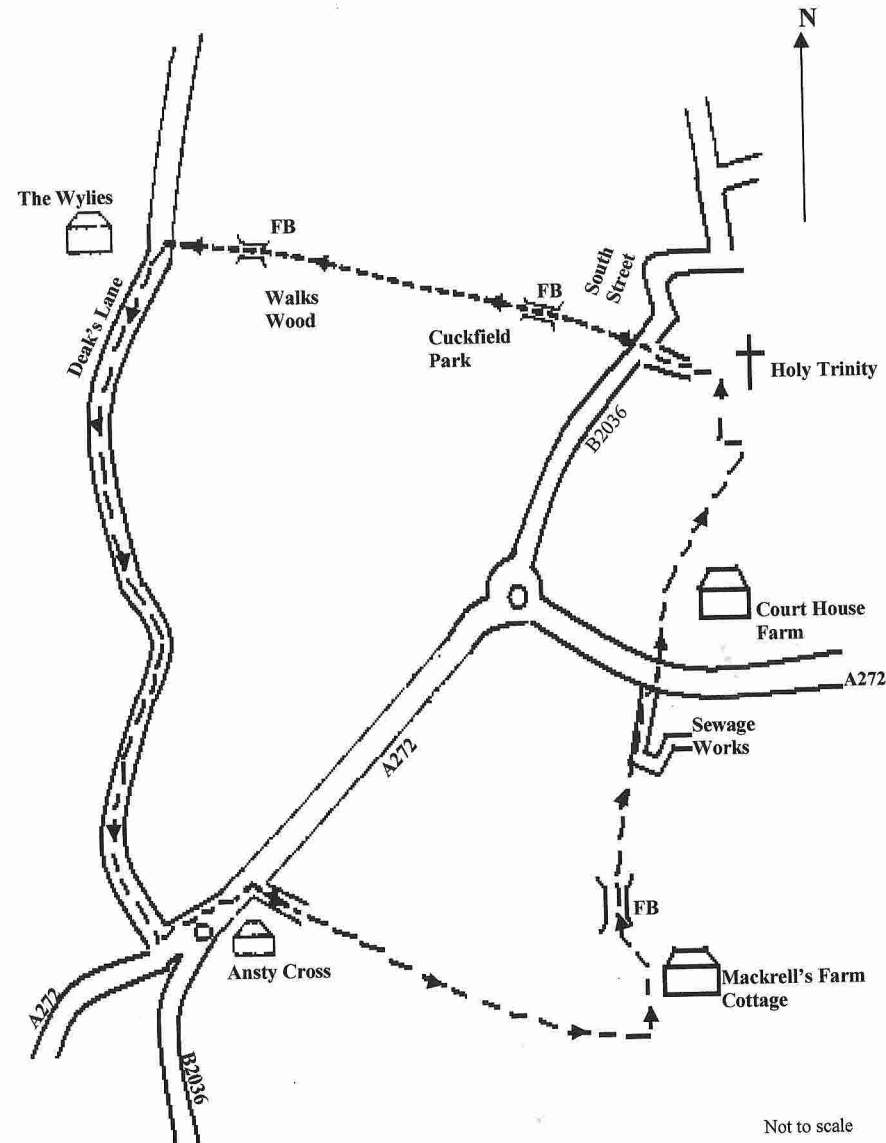 N
The Wylies
FB
Walks
Wood
FB
South
Street
Cuckfield
Park
Deak's Lane
Holy Trinity
B2036
Court House
Farm
A272
Sewage
Works
A272
FB
Ansty Cross
Mackrell's Farm
Cottage
A272
B2036
Not to scale